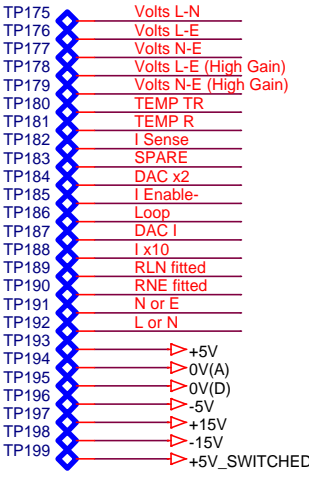 TP175 Volts L-N
TP176 Volts L-E
TP177 Volts N-E
TP178 Volts L-E (High Gain)
TP179 Volts N-E (High Gain)
TP180 TEMP TR
TP181 TEMP R
TP182 I Sense
TP183 SPARE
TP184 DAC x2
TP185 I Enable-
TP186 Loop
TP187 DAC I
TP188 I x10
TP189 RLN fitted
TP190 RNE fitted
TP191 N or E
TP192 L or N
TP193 +5V
TP194 0V(A)
TP195 0V(D)
TP196 -5V
TP197 +15V
TP198 -15V
TP199 +5V_SWITCHED